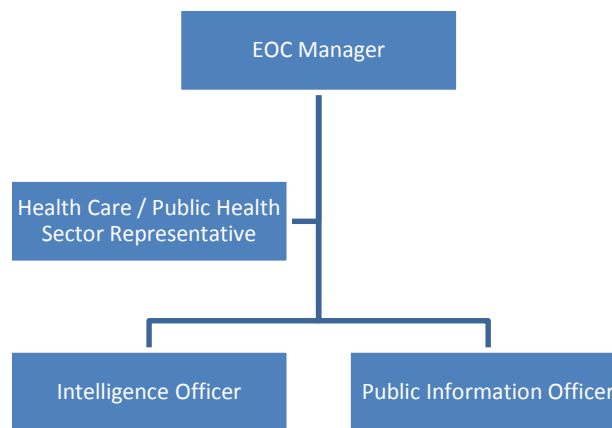 EOC Manager
Health Care / Public Health
Sector Representative
Intelligence Officer
Public Information Officer